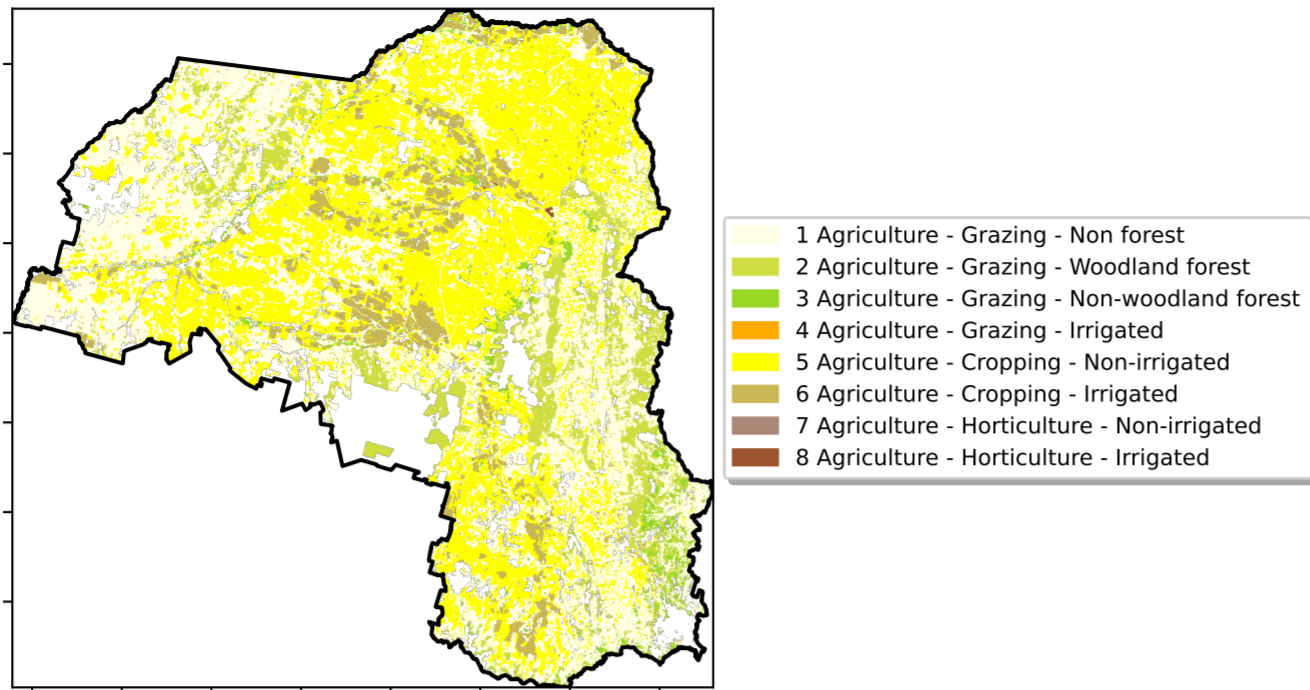 1 Agriculture - Grazing - Non forest
2 Agriculture - Grazing - Woodland forest
3 Agriculture - Grazing - Non-woodland forest
4 Agriculture - Grazing - Irrigated
5 Agriculture - Cropping - Non-irrigated
6 Agriculture - Cropping - Irrigated
7 Agriculture - Horticulture - Non-irrigated
8 Agriculture - Horticulture - Irrigated